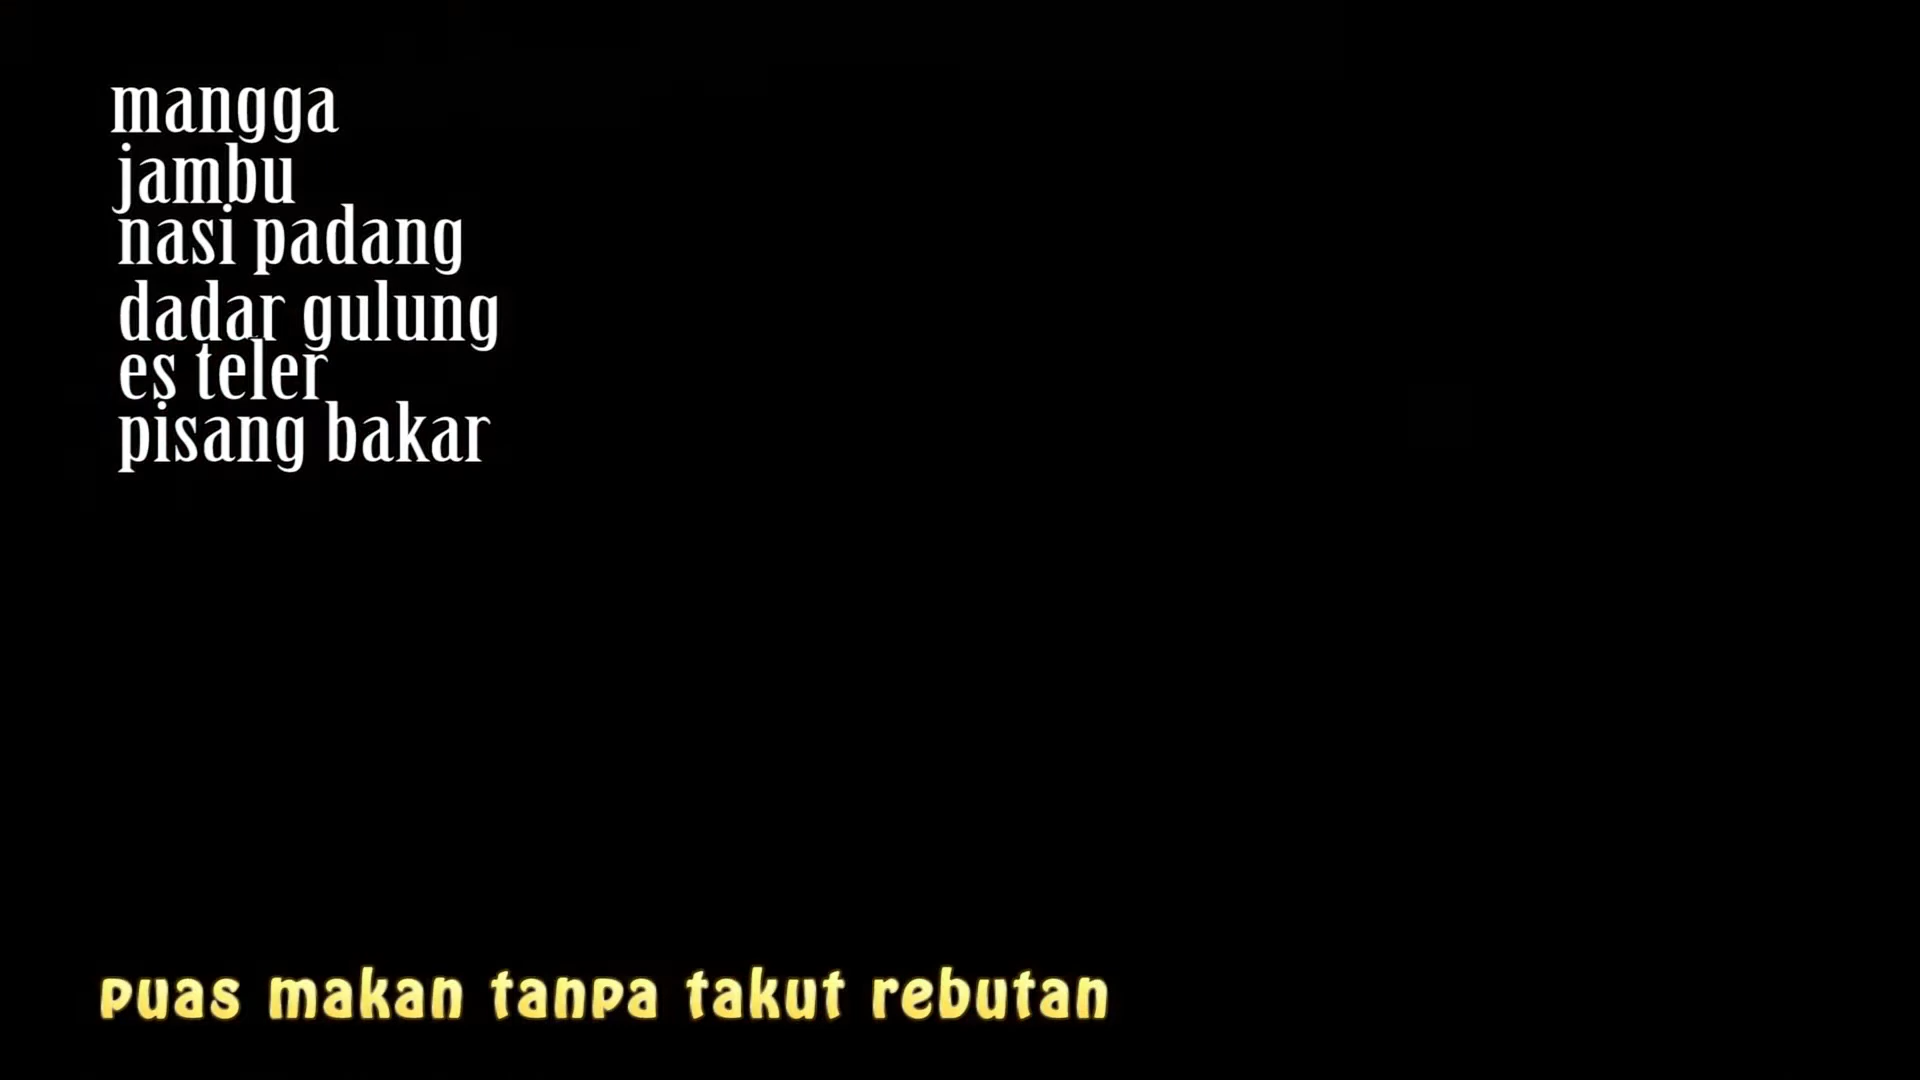 mangga
jambu
nasi padang
dadar gulung
es teler
pisang bakar
puas makan tanpa takut rebutan